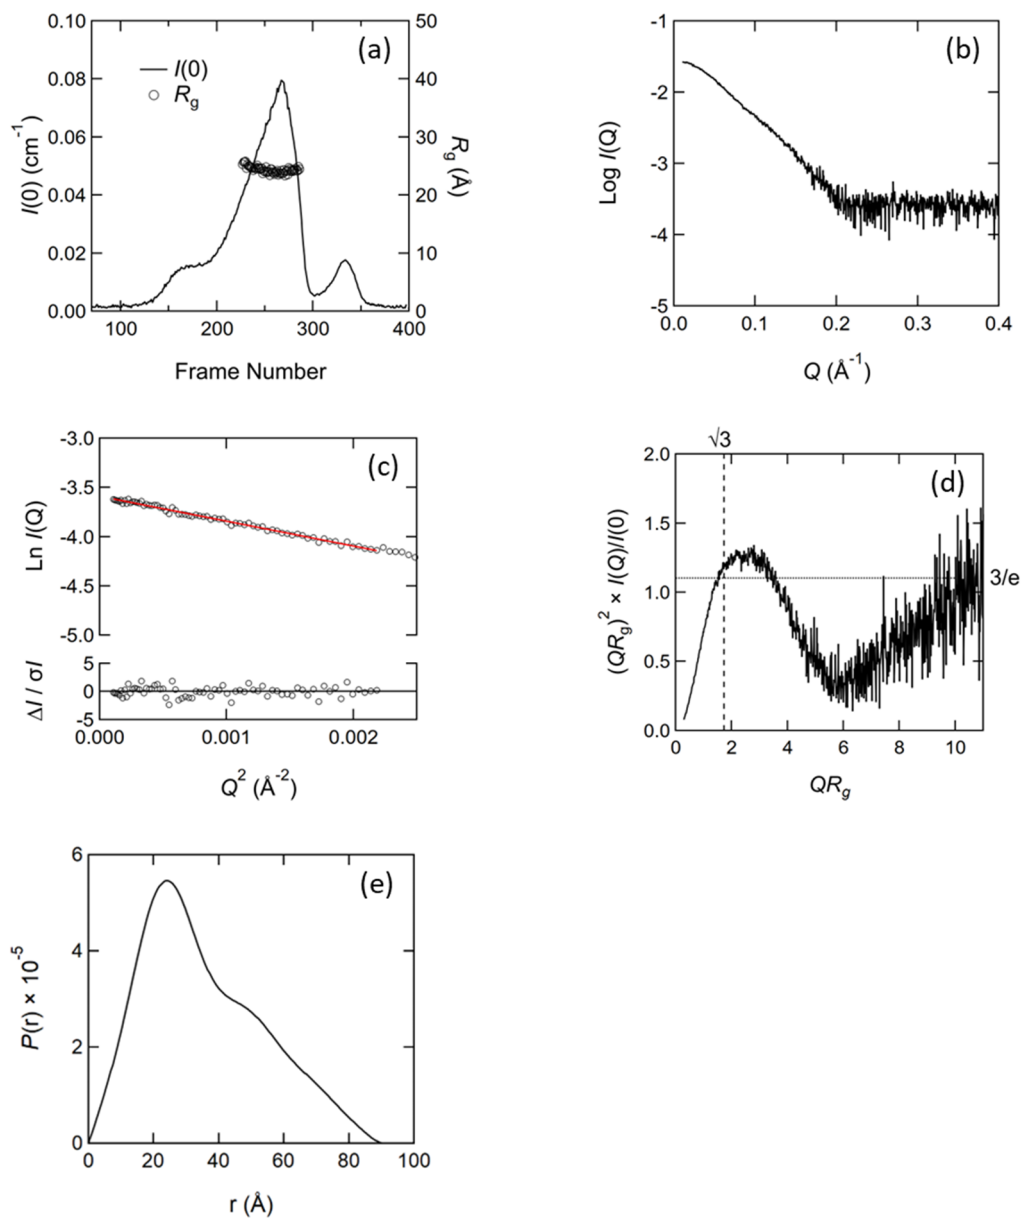 (a)
I(0)
Rg
0.10
0.08
0.06
0.04
0.02
0.00
50
40
30
20
10
0
100
200
300
400
I(0) (cm-1)
Rg (Å)
Frame Number
(b)
-1
-2
-3
-4
-5
0.0
0.1
0.2
0.3
0.4
Log I(Q)
Q (Å-1)
(c)
-3.0
-3.5
-4.0
-4.5
-5.0
Ln I(Q)
5
0
-5
ΔI / σI
0.000
0.001
0.002
Q2 (Å-2)
√3
(d)
2.0
1.5
1.0
0.5
0.0
3/e
(QRg)2 × I(Q)/I(0)
0
2
4
6
8
10
QRg
(e)
6
4
2
0
P(r) × 10-5
0
20
40
60
80
100
r (Å)